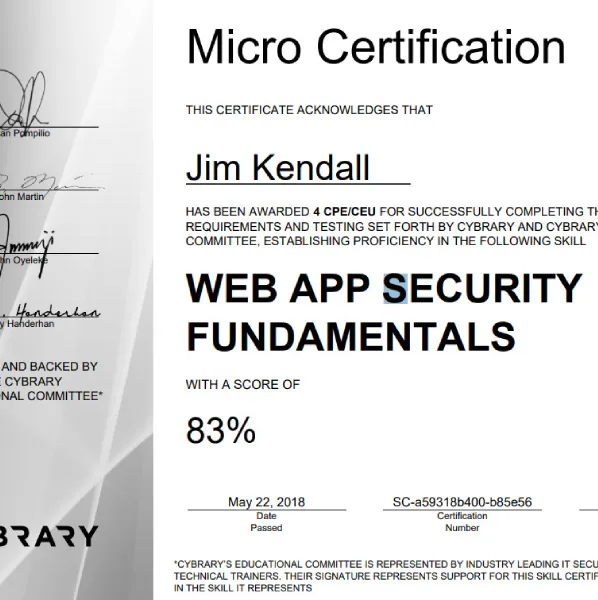 Micro Certification
THIS CERTIFICATE ACKNOWLEDGES THAT
Jim Kendall
HAS BEEN AWARDED 4 CPE/CEU FOR SUCCESSFULLY COMPLETING TH
REQUIREMENTS AND TESTING SET FORTH BY CYBRARY AND CYBRARY
COMMITTEE, ESTABLISHING PROFICIENCY IN THE FOLLOWING SKILL
WEB APP SECURITY
FUNDAMENTALS
WITH A SCORE OF
83%
May 22, 2018
Date
Passed
SC-a59318b400-b85e56
Certification
Number
*CYBRARY'S EDUCATIONAL COMMITTEE IS REPRESENTED BY INDUSTRY LEADING IT SECU
TECHNICAL TRAINERS. THEIR SIGNATURE REPRESENTS SUPPORT FOR THIS SKILL CERTIF
IN THE SKILL IT REPRESENTS
an Pompilio
ohn Martin
hn Oyeleke
y Handerhan
AND BACKED BY
CYBRARY
ONAL COMMITTEE*
BRARY